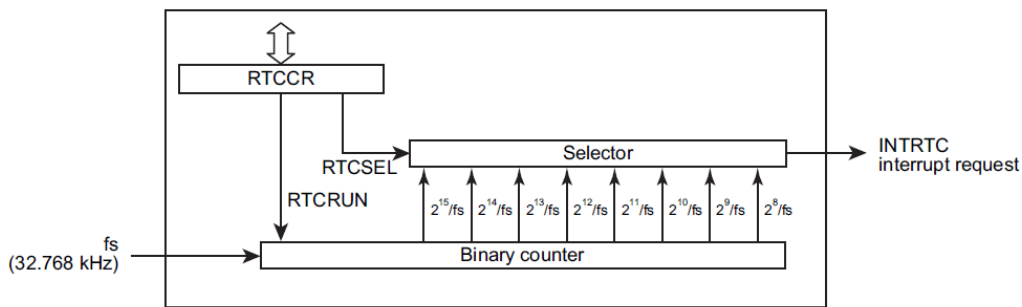 RTCCR
INTRTC
interrupt request
Selector
RTCSEL
RTCRUN
2^15/fs 2^14/fs 2^13/fs 2^12/fs 2^11/fs 2^10/fs 2^9/fs 2^8/fs
fs
(32.768 kHz)
Binary counter